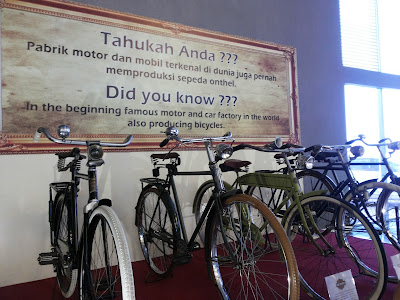 Tahukah Anda ???
Pabrik motor dan mobil terkenal di dunia juga pernah
memproduksi sepeda onthel.
Did you know ???
In the beginning famous motor and car factory in the world
also producing bicycles.